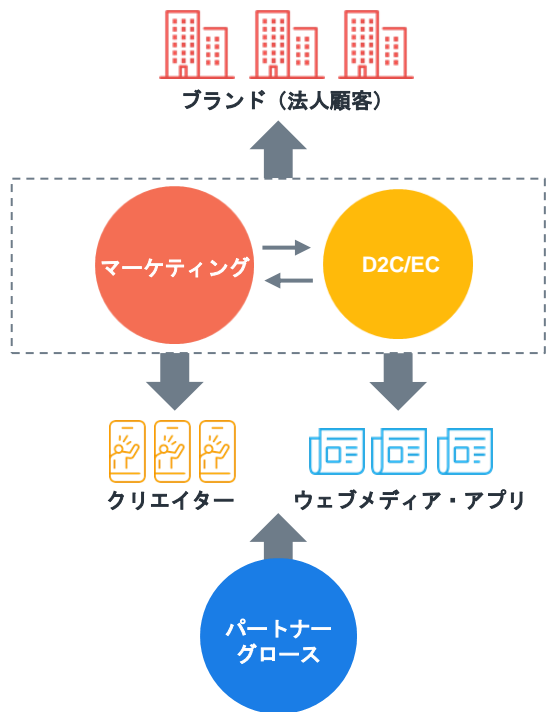 ブランド（法人顧客）
マーケティング
D2C/EC
クリエイター
ウェブメディア・アプリ
パートナー
グロース